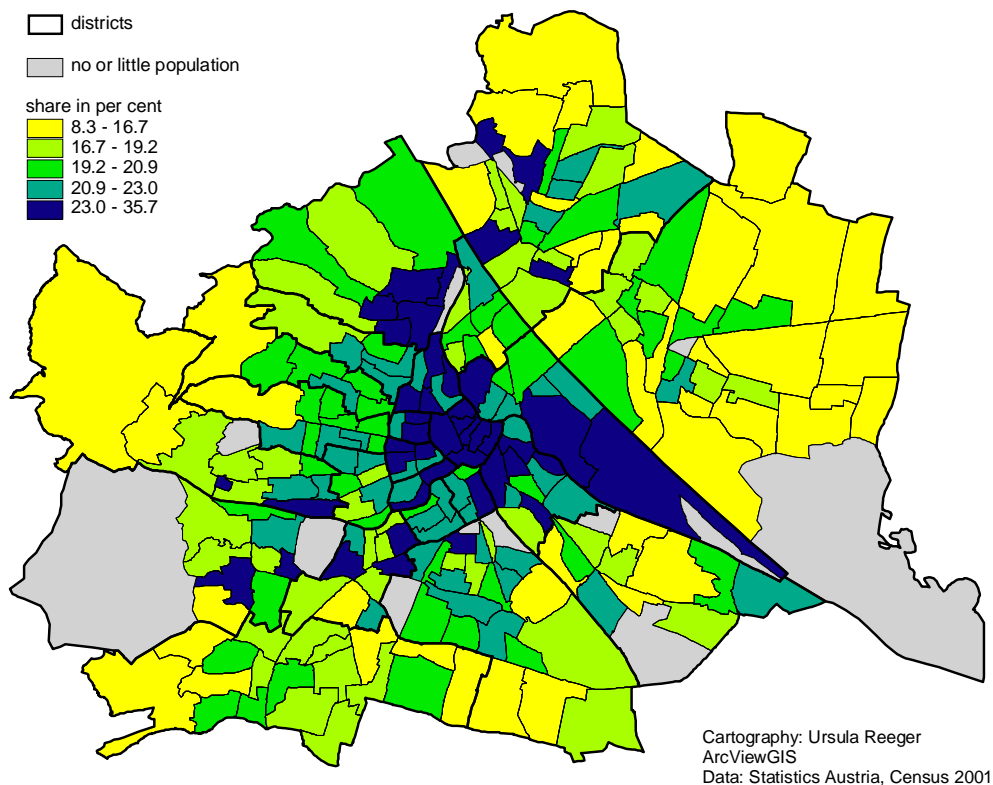 districts
no or little population
share in per cent
8.3 - 16.7
16.7 - 19.2
19.2 - 20.9
20.9 - 23.0
23.0 - 35.7
Cartography: Ursula Reeger
ArcViewGIS
Data: Statistics Austria, Census 2001